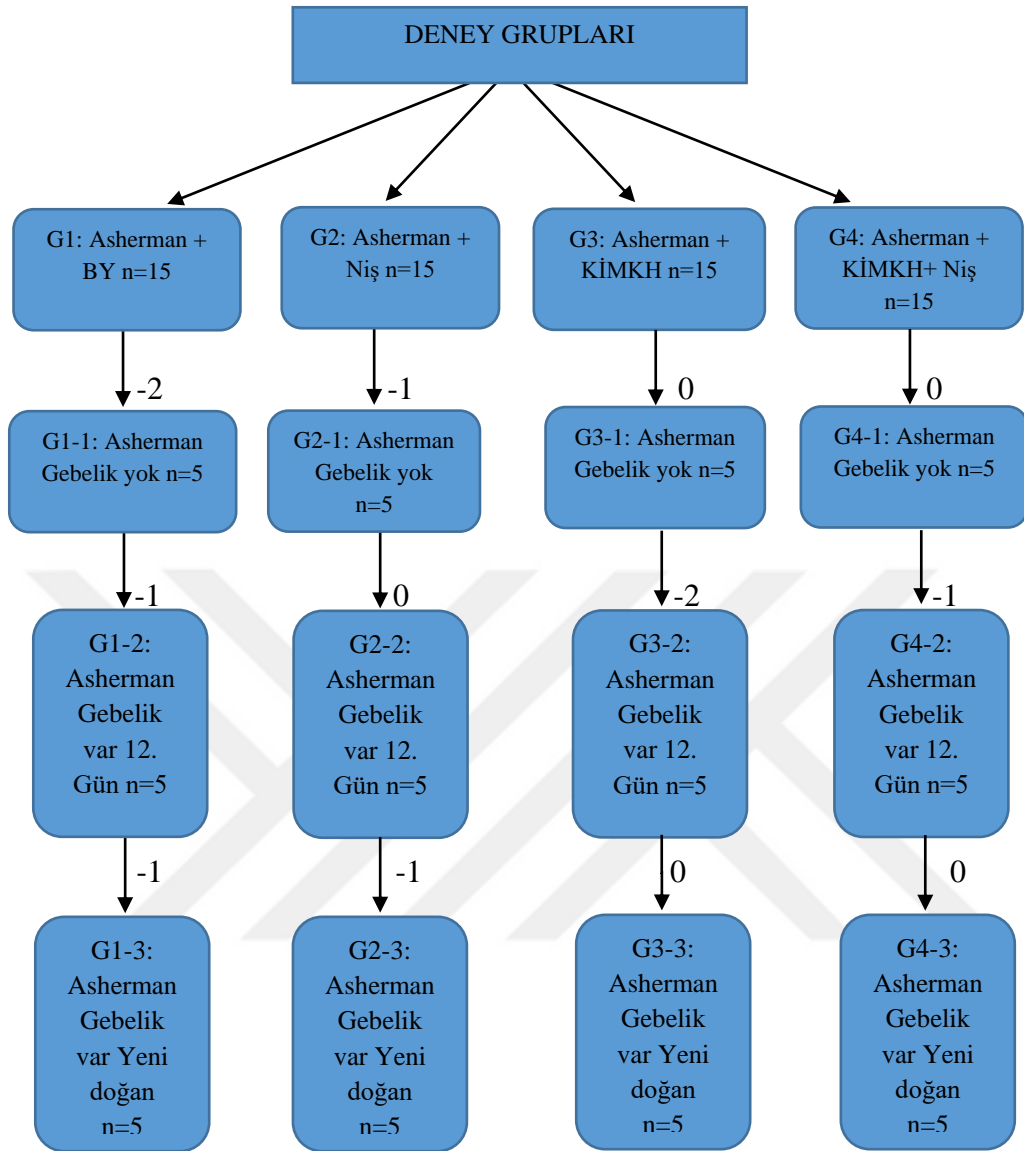 DENEY GRUPLARI
G1: Asherman +
BY n=15
G2: Asherman +
Niş n=15
G3: Asherman +
KİMKH n=15
G4: Asherman +
KİMKH+ Niş
n=15
-2
-1
0
0
G1-1: Asherman
Gebelik yok n=5
G2-1: Asherman
Gebelik yok
n=5
G3-1: Asherman
Gebelik yok n=5
G4-1: Asherman
Gebelik yok n=5
-1
0
-2
-1
G1-2:
Asherman
Gebelik
var 12.
Gün n=5
G2-2:
Asherman
Gebelik
var 12.
Gün n=5
G3-2:
Asherman
Gebelik
var 12.
Gün n=5
G4-2:
Asherman
Gebelik
var 12.
Gün n=5
-1
-1
0
0
G1-3:
Asherman
Gebelik
var Yeni
doğan
n=5
G2-3:
Asherman
Gebelik
var Yeni
doğan
n=5
G3-3:
Asherman
Gebelik
var Yeni
doğan
n=5
G4-3:
Asherman
Gebelik
var Yeni
doğan
n=5